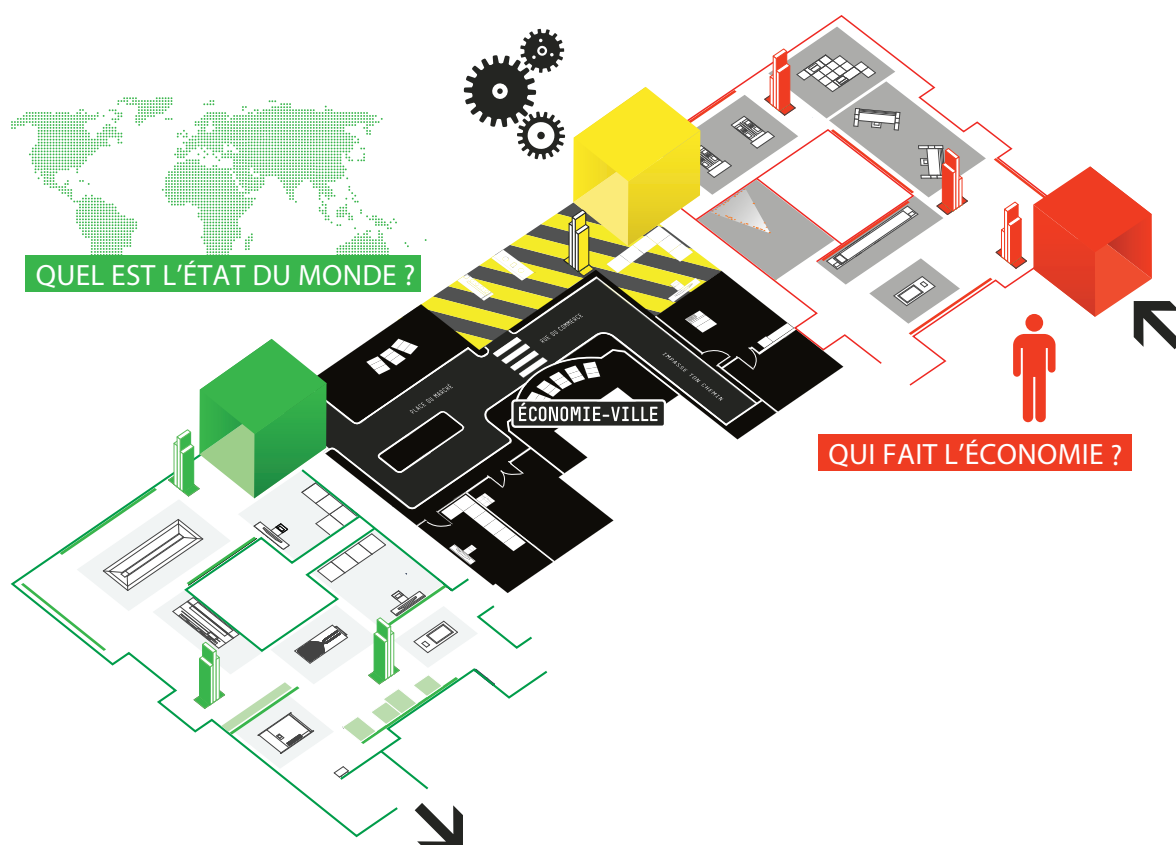 QUEL EST L’ÉTAT DU MONDE ?
RUE DU COMMERCE
PLACE DU MARCHÉ
IMPASSE TON CHEMIN
ÉCONOMIE-VILLE
QUI FAIT L’ÉCONOMIE ?